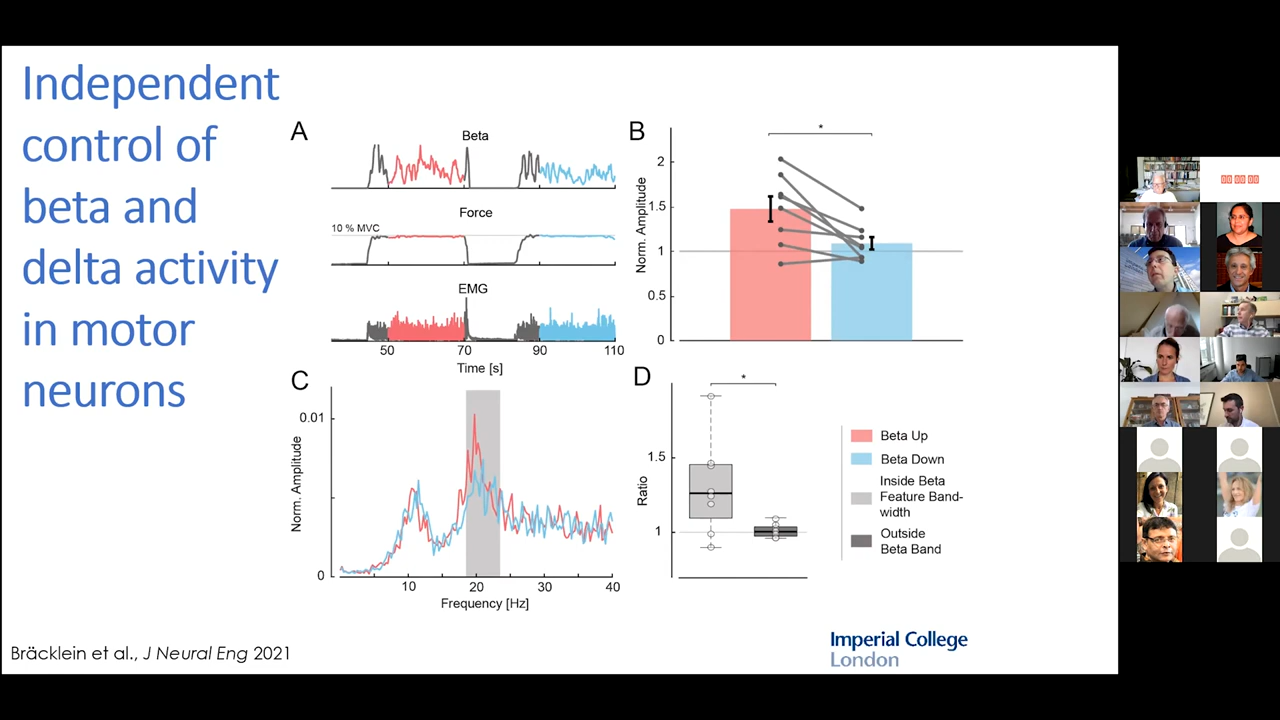 Independent
control of
beta and
delta activity
in motor
neurons
A
Beta
Force
10 % MVC
EMG
50
70
90
110
Time [s]
B
*
2
1.5
1
0.5
0
Norm. Amplitude
C
0.01
0
Norm. Amplitude
10
20
30
40
Frequency [Hz]
D
*
1.5
1
Ratio
Beta Up
Beta Down
Inside Beta
Feature Band-
width
Outside
Beta Band
Bräcklein et al., J Neural Eng 2021
Imperial College
London